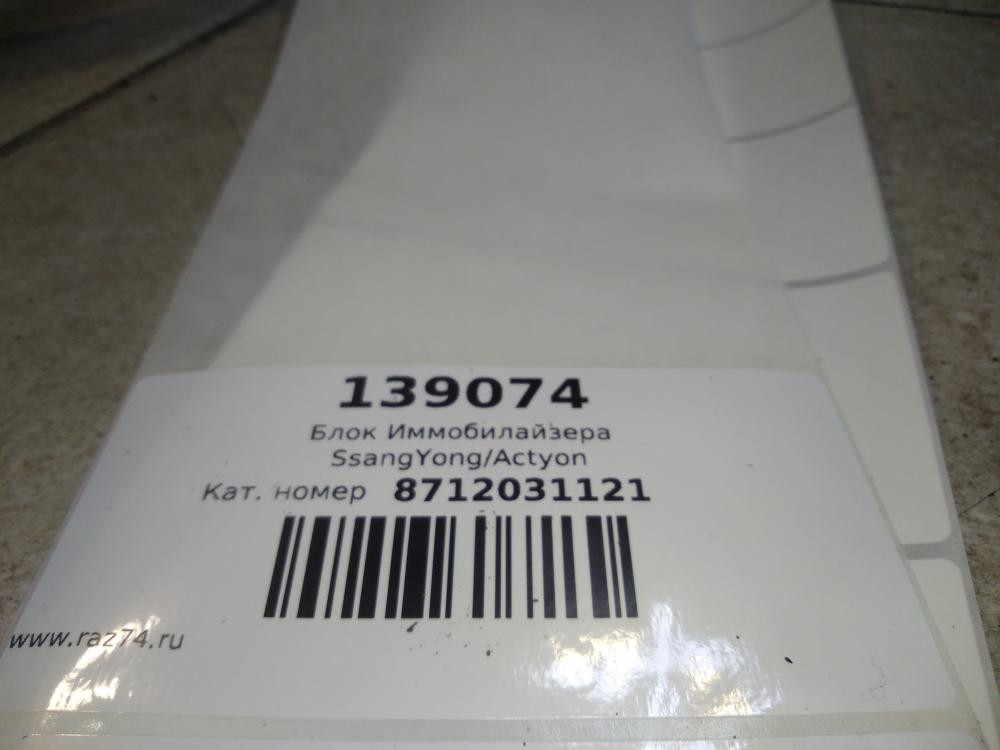 139074
Блок Иммобилайзера
SsangYong/Actyon
Кат. номер 8712031121
www.raz74.ru